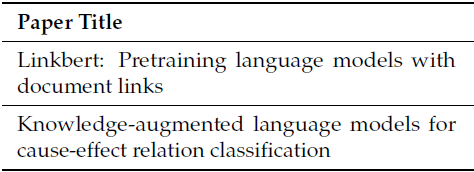 Paper Title
Linkbert: Pretraining language models with
document links
Knowledge-augmented language models for
cause-effect relation classification